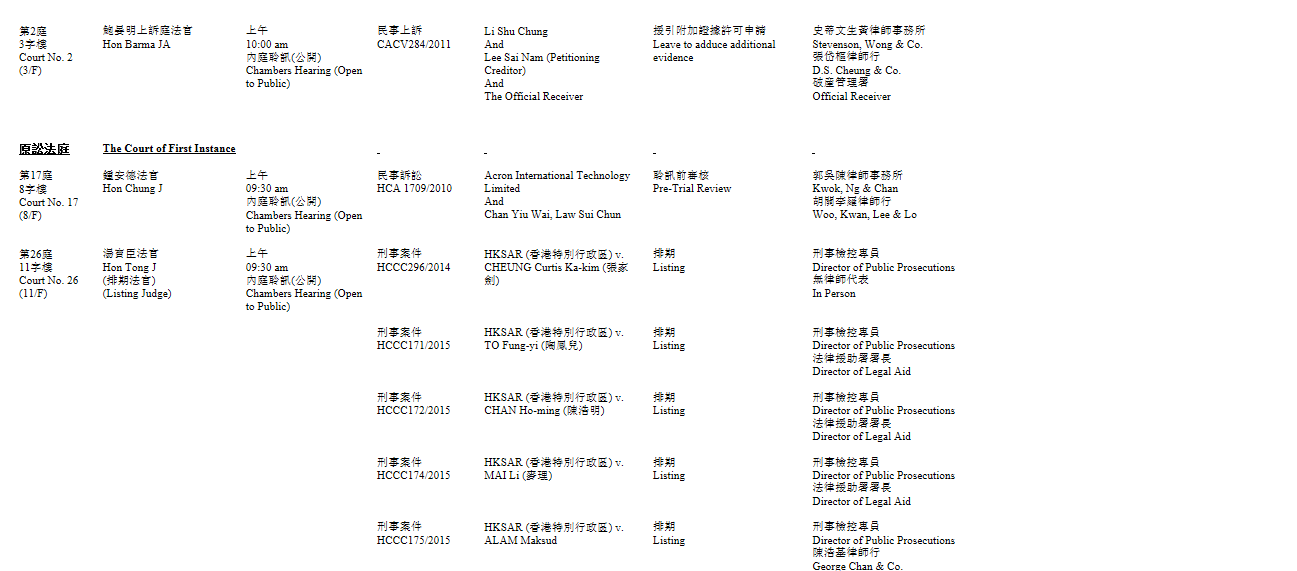 第2庭
3字樓
Court No. 2
(3/F)
鮑晏明上訴庭法官
Hon Barma JA
上午
10:00 am
內庭聆訊(公開)
Chambers Hearing (Open
to Public)
民事上訴
CACV284/2011
Li Shu Chung
And
Lee Sai Nam (Petitioning
Creditor)
And
The Official Receiver
援引附加證據許可申請
Leave to adduce additional
evidence
史蒂文生黃律師事務所
Stevenson, Wong & Co.
張岱樞律師行
D.S. Cheung & Co.
破產管理署
Official Receiver
原訟法庭
The Court of First Instance
第17庭
8字樓
Court No. 17
(8/F)
鍾安德法官
Hon Chung J
上午
09:30 am
內庭聆訊(公開)
Chambers Hearing (Open
to Public)
民事訴訟
HCA 1709/2010
Acron International Technology
Limited
And
Chan Yiu Wai, Law Sui Chun
聆訊前審核
Pre-Trial Review
郭吳陳律師事務所
Kwok, Ng & Chan
胡關李羅律師行
Woo, Kwan, Lee & Lo
第26庭
11字樓
Court No. 26
(11/F)
湯寶臣法官
Hon Tong J
(排期法官)
(Listing Judge)
上午
09:30 am
內庭聆訊(公開)
Chambers Hearing (Open
to Public)
刑事案件
HCCC296/2014
HKSAR (香港特別行政區) v.
CHEUNG Curtis Ka-kim (張家
劍)
排期
Listing
刑事檢控專員
Director of Public Prosecutions
無律師代表
In Person
刑事案件
HCCC171/2015
HKSAR (香港特別行政區) v.
TO Fung-yi (陶鳳兒)
排期
Listing
刑事檢控專員
Director of Public Prosecutions
法律援助署署長
Director of Legal Aid
刑事案件
HCCC172/2015
HKSAR (香港特別行政區) v.
CHAN Ho-ming (陳浩明)
排期
Listing
刑事檢控專員
Director of Public Prosecutions
法律援助署署長
Director of Legal Aid
刑事案件
HCCC174/2015
HKSAR (香港特別行政區) v.
MAI Li (麥理)
排期
Listing
刑事檢控專員
Director of Public Prosecutions
法律援助署署長
Director of Legal Aid
刑事案件
HCCC175/2015
HKSAR (香港特別行政區) v.
ALAM Maksud
排期
Listing
刑事檢控專員
Director of Public Prosecutions
陳浩基律師行
George Chan & Co.